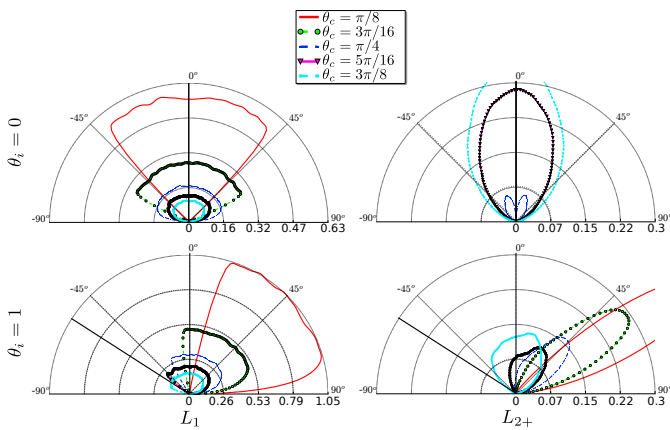 θc = π/8
θc = 3π/16
θc = π/4
θc = 5π/16
θc = 3π/8
θi = 0
0°
-45° 45°
-90° 90°
0 0.16 0.32 0.47 0.63
0°
-45° 45°
-90° 90°
0 0.07 0.15 0.22 0.3
θi = 1
0°
-45° 45°
-90° 90°
0 0.26 0.53 0.79 1.05
L1
0°
-45° 45°
-90° 90°
0 0.07 0.15 0.22 0.3
L2+